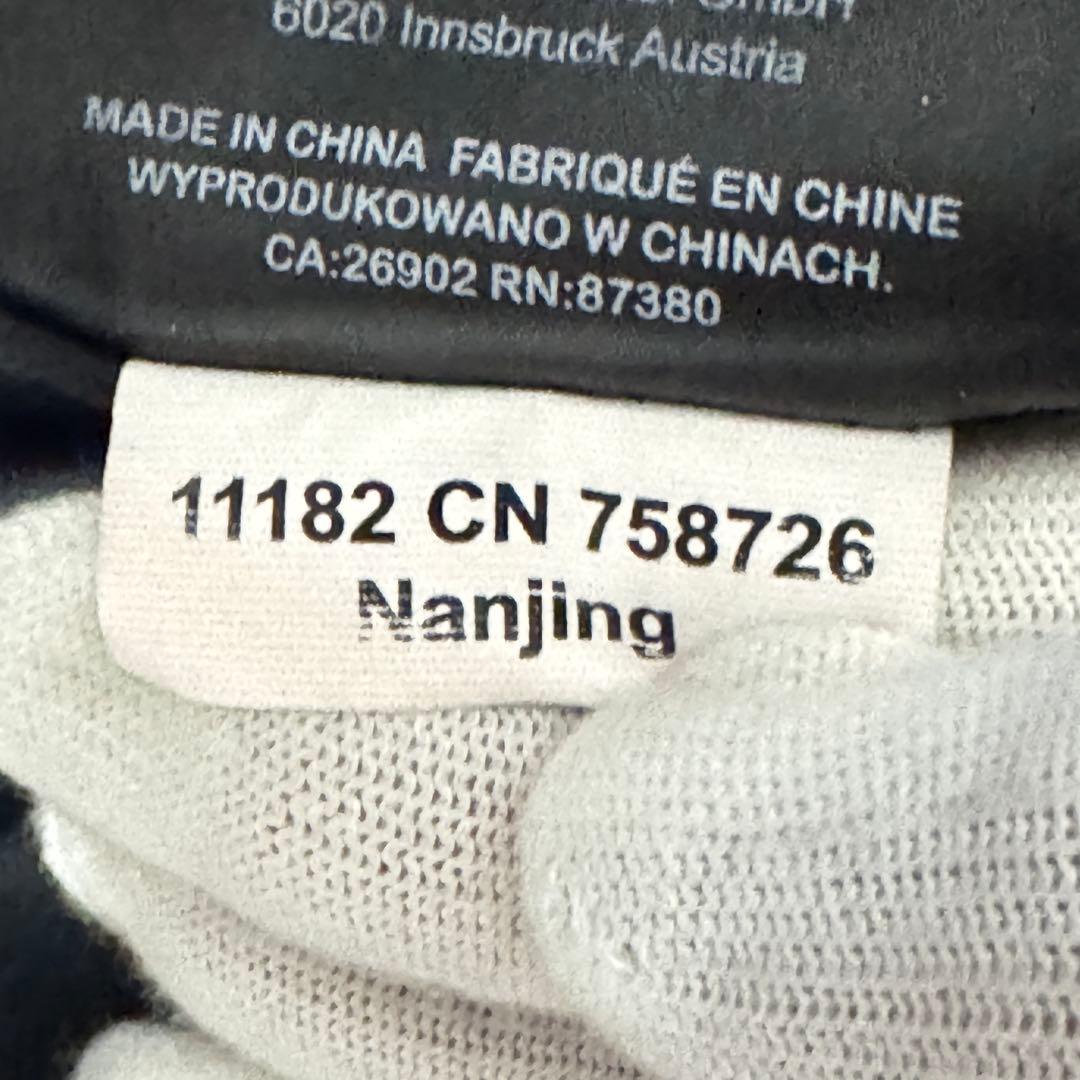 GmbH
6020 Innsbruck Austria
MADE IN CHINA FABRIQUÉ EN CHINE
WYPRODUKOWANO W CHINACH.
CA:26902 RN:87380
11182 CN 758726
Nanjing